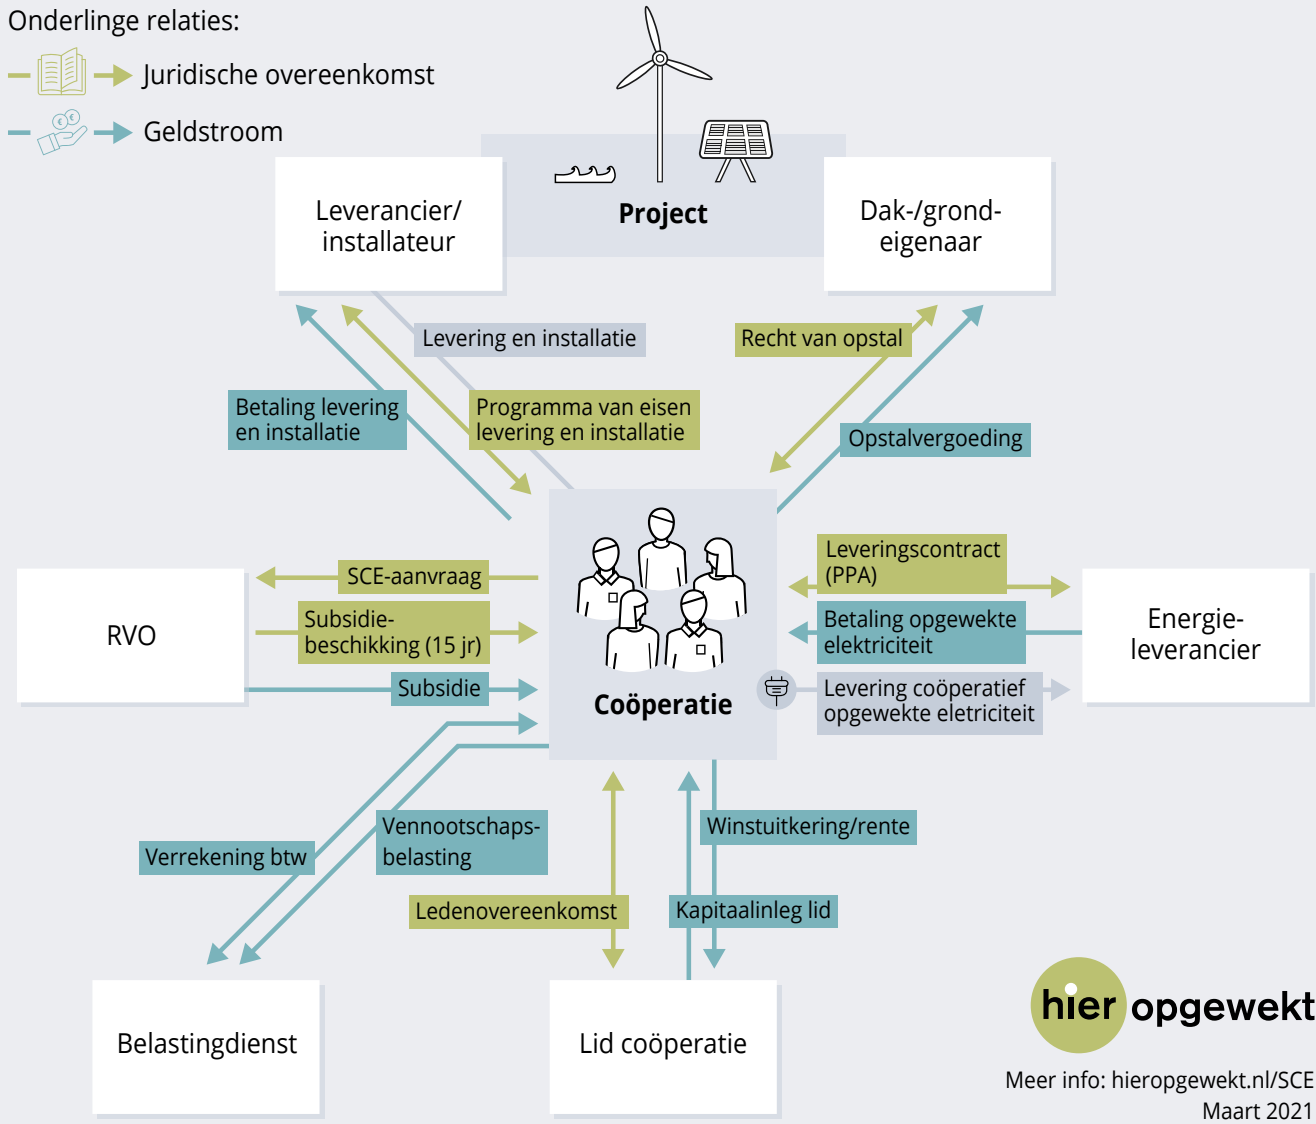 Onderlinge relaties:
Juridische overeenkomst
Geldstroom
Project
Leverancier/
installateur
Dak-/grond-
eigenaar
Levering en installatie
Recht van opstal
Betaling levering
en installatie
Programma van eisen
levering en installatie
Opstalvergoeding
SCE-aanvraag
Subsidie-
beschikking (15 jr)
Subsidie
RVO
Coöperatie
Leveringscontract
(PPA)
Betaling opgewekte
elektriciteit
Levering coöperatief
opgewekte eletriciteit
Energie-
leverancier
Verrekening btw
Vennootschaps-
belasting
Winstuitkering/rente
Ledenovereenkomst
Kapitaalinleg lid
Belastingdienst
Lid coöperatie
hier opgewekt
Meer info: hieropgewekt.nl/SCE
Maart 2021